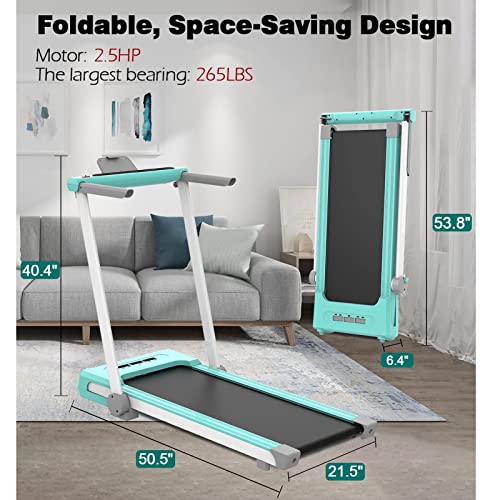 Foldable, Space-Saving Design
Motor: 2.5HP
The largest bearing: 265LBS
53.8"
40.4"
6.4"
50.5"
21.5"